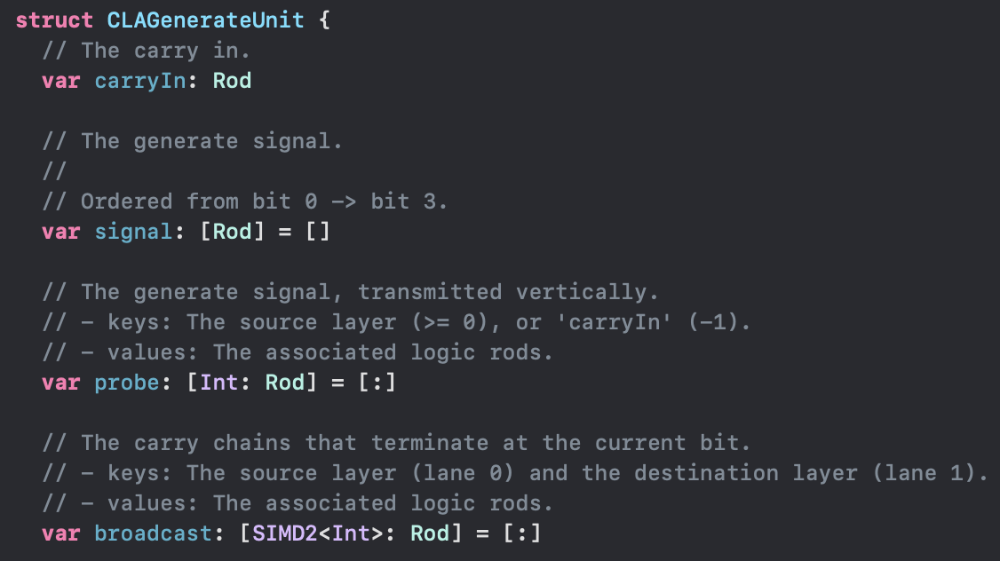 struct CLAGenerateUnit {
  // The carry in.
  var carryIn: Rod

  // The generate signal.
  //
  // Ordered from bit 0 -> bit 3.
  var signal: [Rod] = []

  // The generate signal, transmitted vertically.
  // - keys: The source layer (>= 0), or 'carryIn' (-1).
  // - values: The associated logic rods.
  var probe: [Int: Rod] = [:]

  // The carry chains that terminate at the current bit.
  // - keys: The source layer (lane 0) and the destination layer (lane 1).
  // - values: The associated logic rods.
  var broadcast: [SIMD2<Int>: Rod] = [:]